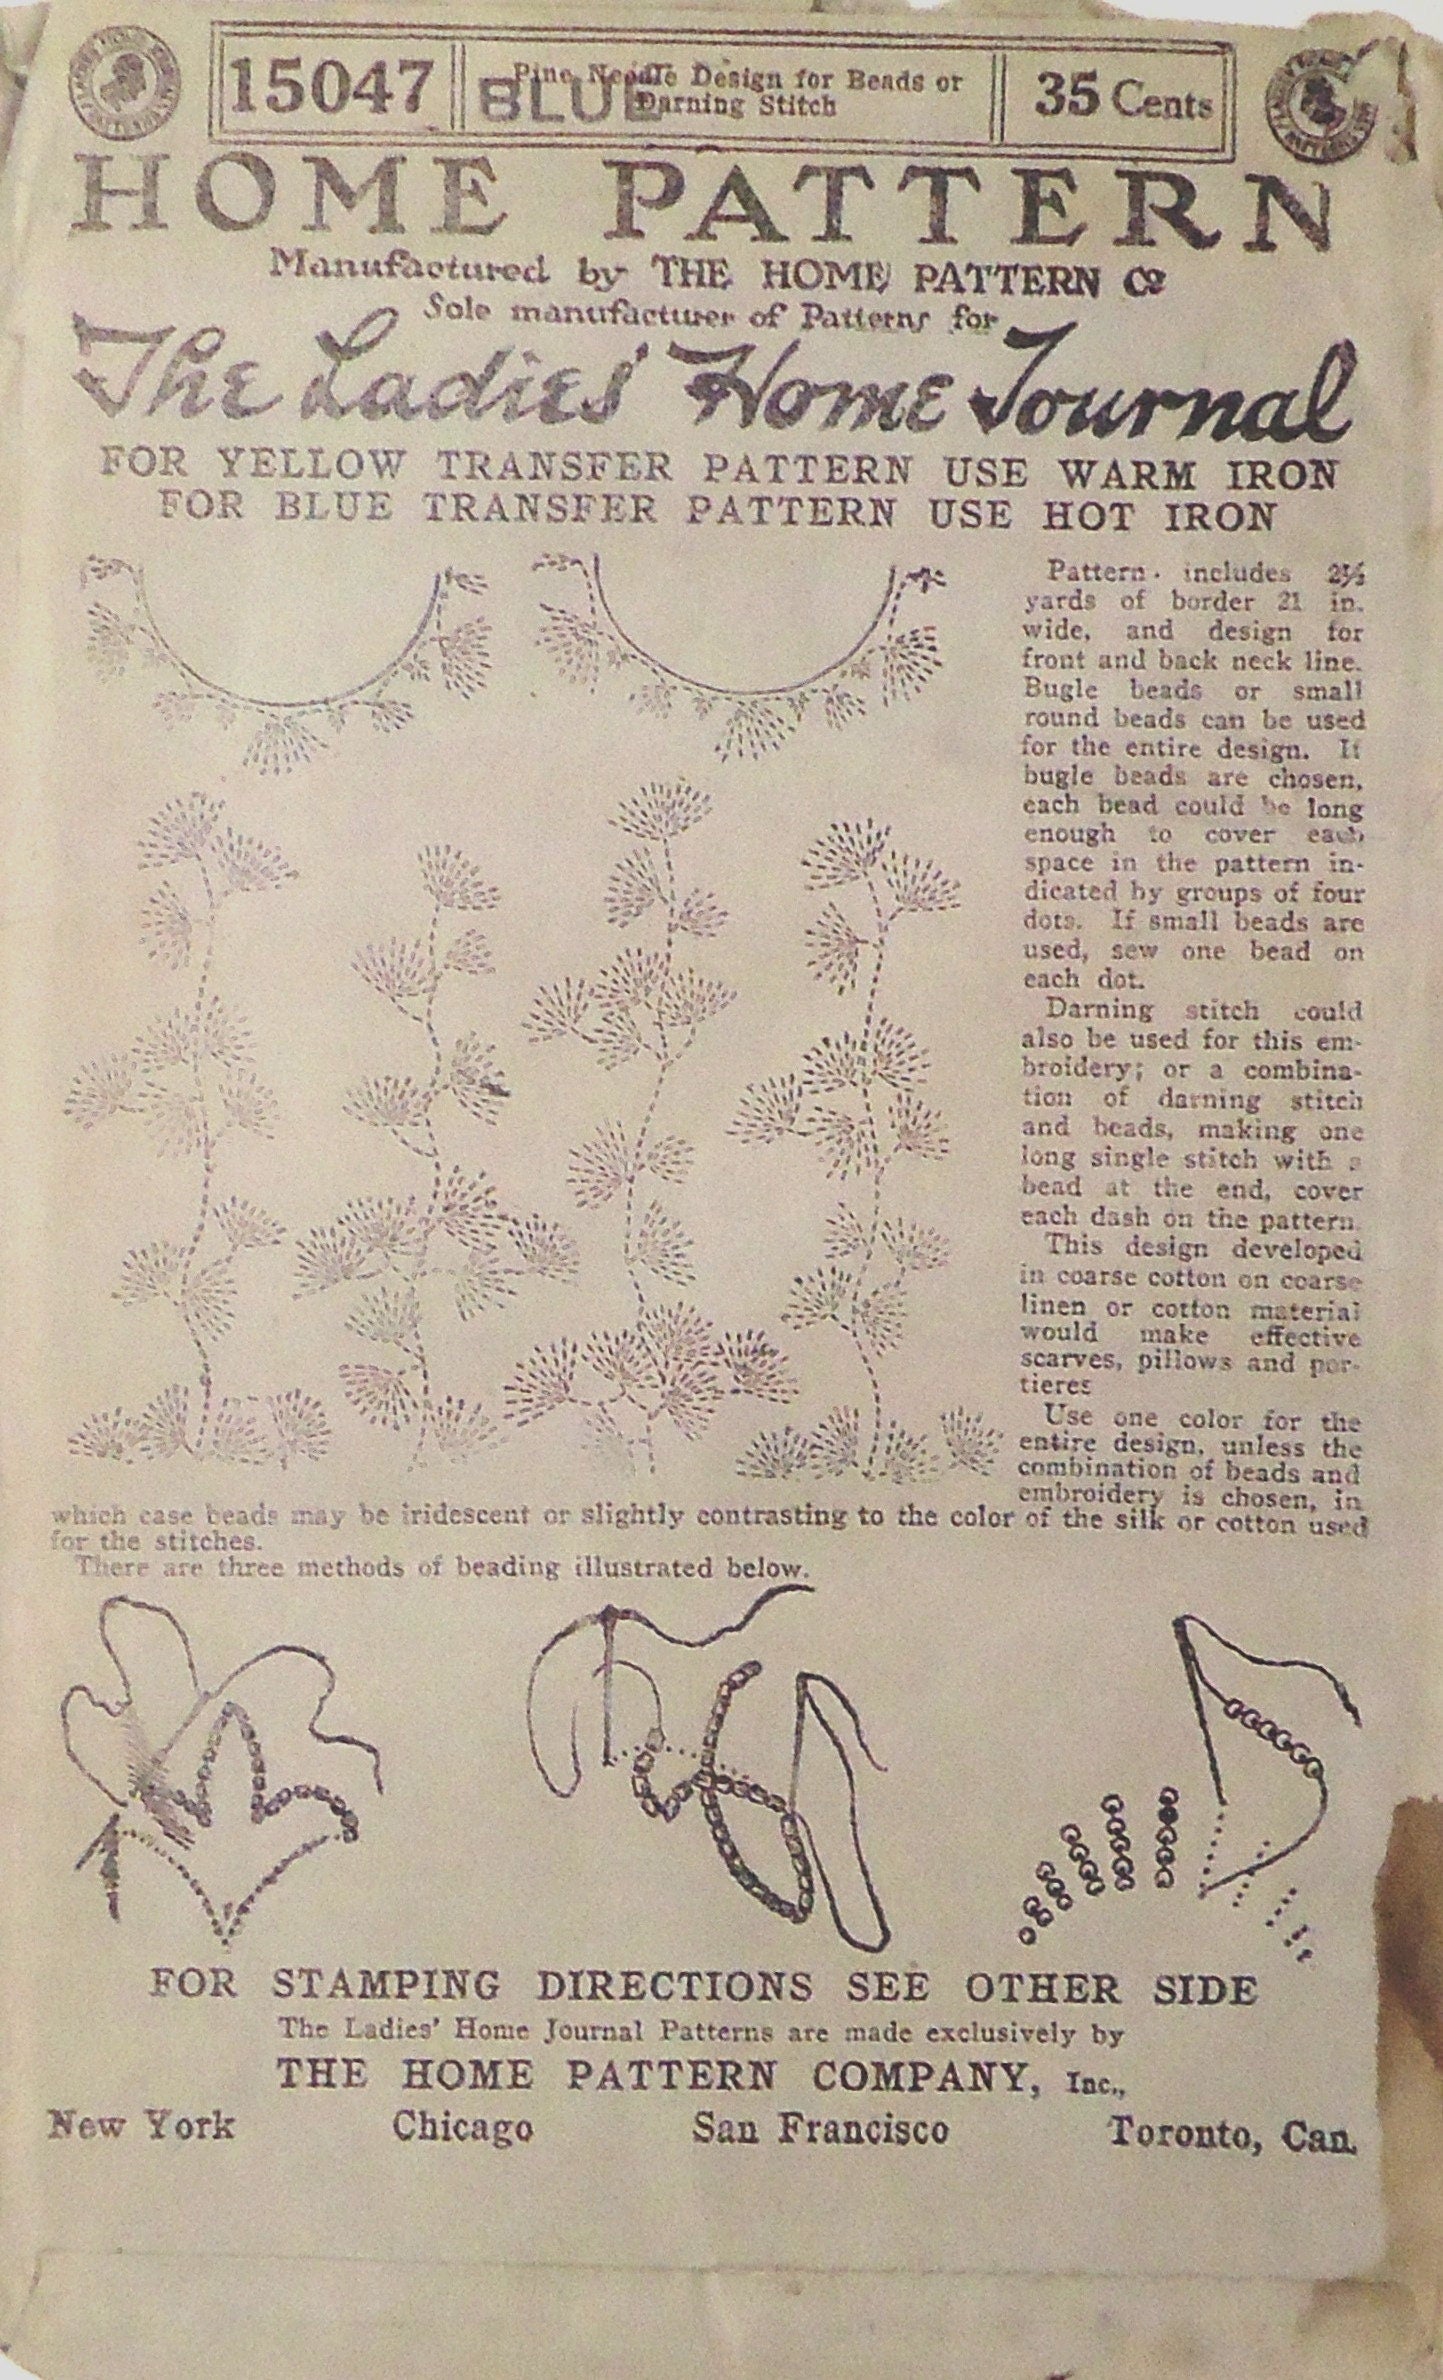 15047
Pine Needle Design for Beads or
Darning Stitch
BLUE
35 Cents
HOME PATTERN
Manufactured by THE HOME PATTERN Co
Sole manufacturer of Patterns for
The Ladies' Home Journal
FOR YELLOW TRANSFER PATTERN USE WARM IRON
FOR BLUE TRANSFER PATTERN USE HOT IRON
Pattern includes
yards of border 21 in.
wide, and design for
front and back neck line.
Bugle beads or small
round beads can be used
for the entire design. If
bugle beads are chosen,
each bead could be long
enough to cover each
space in the pattern in-
dicated by groups of four
dots. If small beads are
used, sew one bead on
each dot.
Darning stitch could
also be used for this em-
broidery; or a combina-
tion of darning stitch
and beads, making one
long single stitch with a
bead at the end, cover
each dash on the pattern.
This design developed
in coarse cotton on coarse
linen or cotton material
would make effective
scarves, pillows and por-
tieres
Use one color for the
entire design, unless the
combination of beads and
embroidery is chosen, in
which case beads may be iridescent or slightly contrasting to the color of the silk or cotton used
for the stitches.
There are three methods of beading illustrated below.
FOR STAMPING DIRECTIONS SEE OTHER SIDE
The Ladies' Home Journal Patterns are made exclusively by
THE HOME PATTERN COMPANY, Inc.,
New York Chicago San Francisco Toronto, Can.